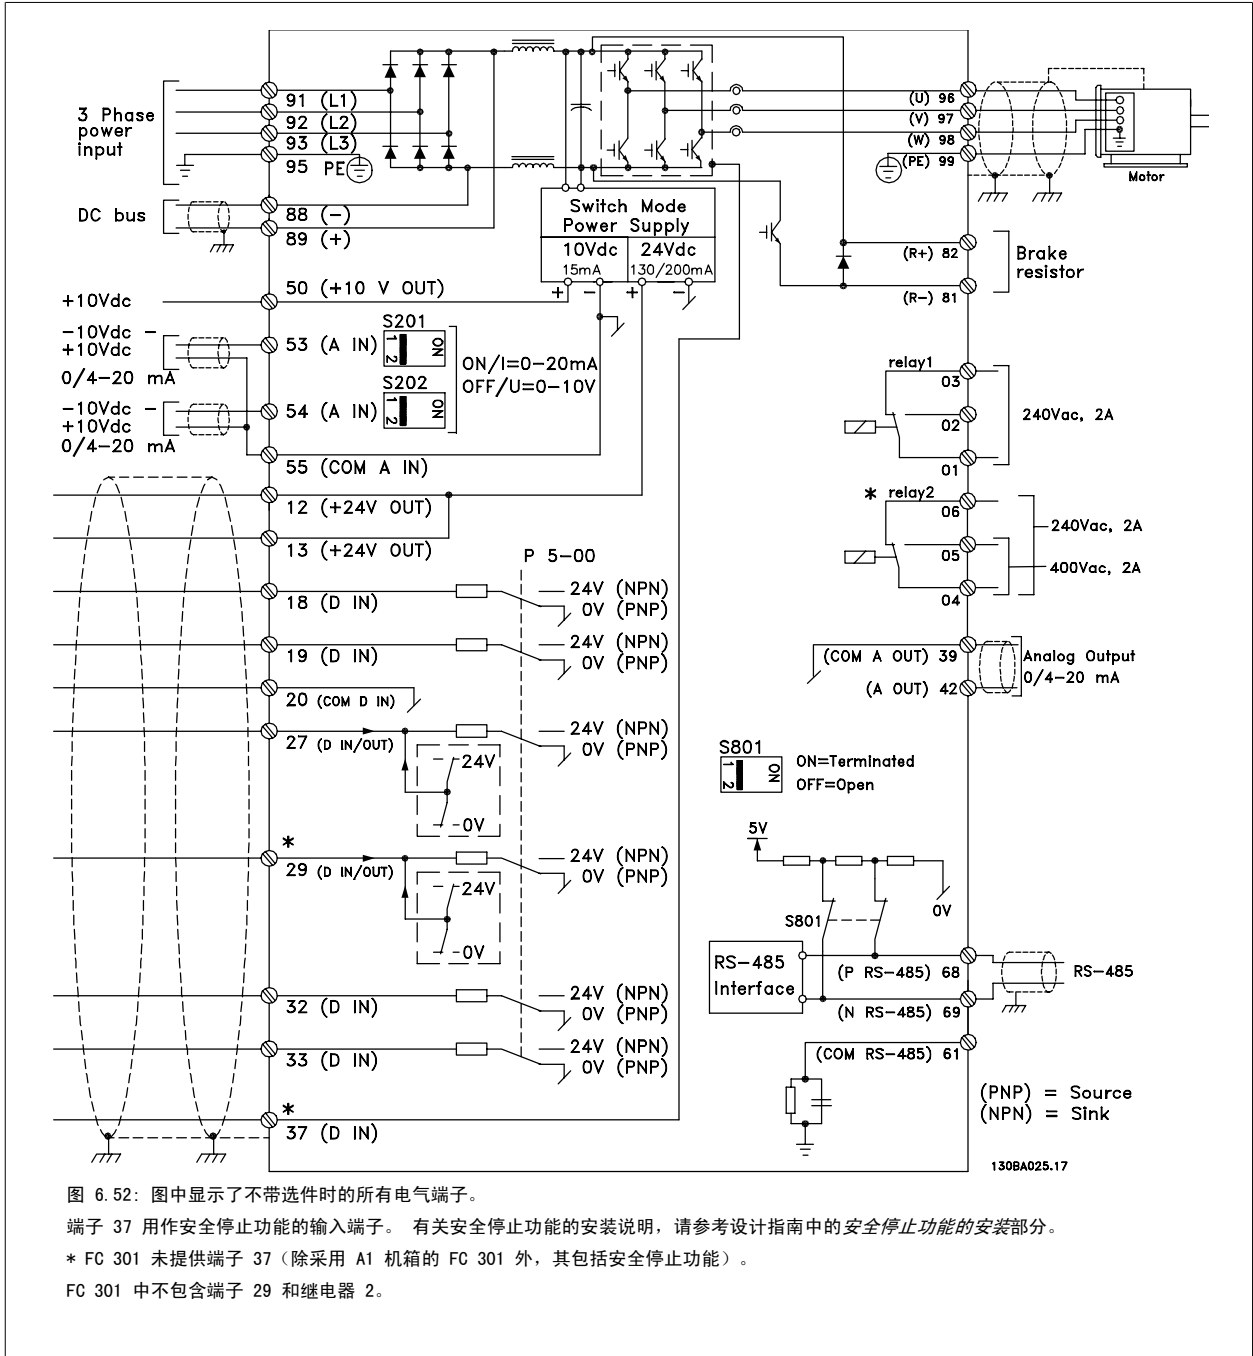 3 Phase
power
input
91 (L1)
92 (L2)
93 (L3)
95 PE
DC bus
88 (−)
89 (+)
+10Vdc
50 (+10 V OUT)
−10Vdc −
+10Vdc
0/4−20 mA
53 (A IN)
S201
1 2
ON
−10Vdc −
+10Vdc
0/4−20 mA
54 (A IN)
S202
1 2
ON
ON/I=0−20mA
OFF/U=0−10V
55 (COM A IN)
12 (+24V OUT)
13 (+24V OUT)
P 5−00
18 (D IN)
24V (NPN)
0V (PNP)
19 (D IN)
24V (NPN)
0V (PNP)
20 (COM D IN)
27 (D IN/OUT)
24V (NPN)
0V (PNP)
24V
0V
*
29 (D IN/OUT)
24V (NPN)
0V (PNP)
24V
0V
32 (D IN)
24V (NPN)
0V (PNP)
33 (D IN)
24V (NPN)
0V (PNP)
*
37 (D IN)
Switch Mode
Power Supply
10Vdc
15mA
24Vdc
130/200mA
+ − + −
(U) 96
(V) 97
(W) 98
(PE) 99
Motor
(R+) 82
(R−) 81
Brake
resistor
relay1
03
02
01
240Vac, 2A
* relay2
06
05
04
240Vac, 2A
400Vac, 2A
(COM A OUT) 39
(A OUT) 42
Analog Output
0/4−20 mA
S801
1 2
ON
ON=Terminated
OFF=Open
5V
0V
S801
RS−485
Interface
(P RS−485) 68
(N RS−485) 69
RS−485
(COM RS−485) 61
(PNP) = Source
(NPN) = Sink
130BA025.17
图 6.52: 图中显示了不带选件时的所有电气端子。
端子 37 用作安全停止功能的输入端子。 有关安全停止功能的安装说明，请参考设计指南中的安全停止功能的安装部分。
* FC 301 未提供端子 37（除采用 A1 机箱的 FC 301 外，其包括安全停止功能）。
FC 301 中不包含端子 29 和继电器 2。